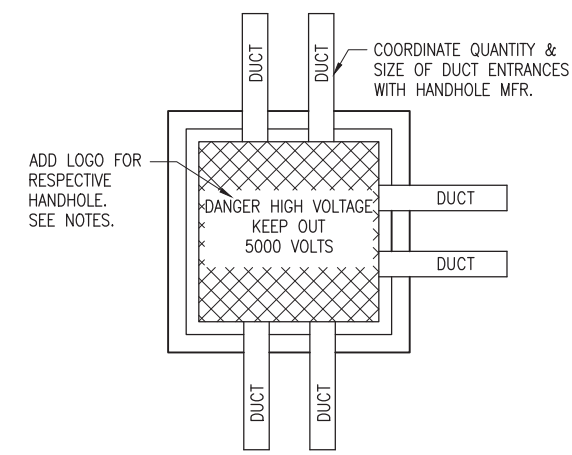 DUCT
DUCT
COORDINATE QUANTITY &
SIZE OF DUCT ENTRANCES
WITH HANDHOLE MFR.
ADD LOGO FOR
RESPECTIVE
HANDHOLE.
SEE NOTES.
DANGER HIGH VOLTAGE
KEEP OUT
5000 VOLTS
DUCT
DUCT
DUCT
DUCT